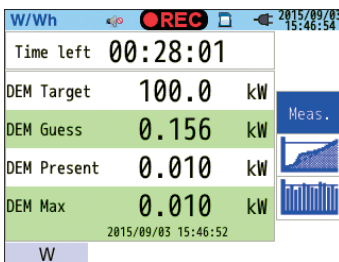 W/Wh REC 2015/09/03
15:46:54
Time left 00:28:01
DEM Target 100.0 kW
DEM Guess 0.156 kW
Meas.
DEM Present 0.010 kW
DEM Max 0.010 kW
2015/09/03 15:46:52
W